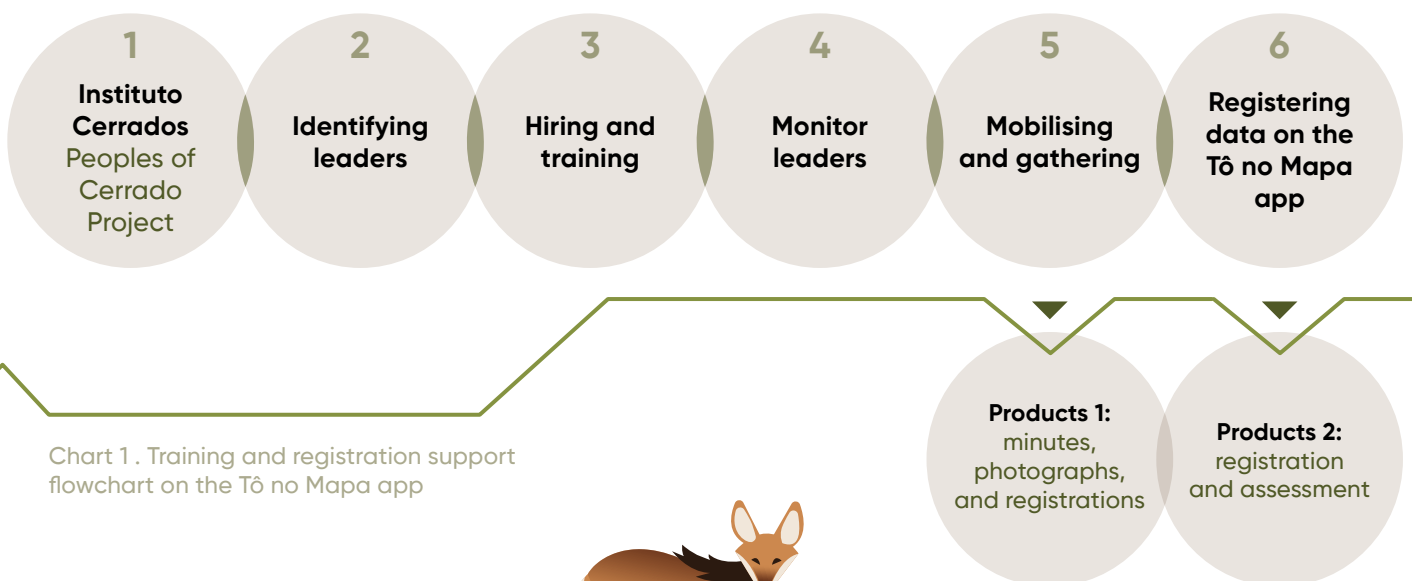 1
Instituto
Cerrados
Peoples of
Cerrado
Project
2
Identifying
leaders
3
Hiring and
training
4
Monitor
leaders
5
Mobilising
and gathering
6
Registering
data on the
Tô no Mapa
app
Products 1:
minutes,
photographs,
and registrations
Products 2:
registration
and assessment
Chart 1 . Training and registration support
flowchart on the Tô no Mapa app